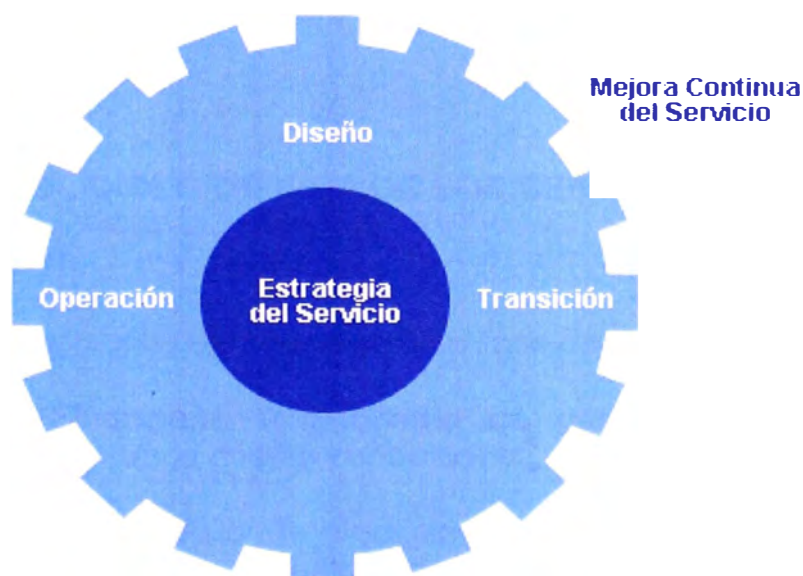 Mejora Continua
del Servicio
Diseño
Operación
Estrategia
del Servicio
Transición